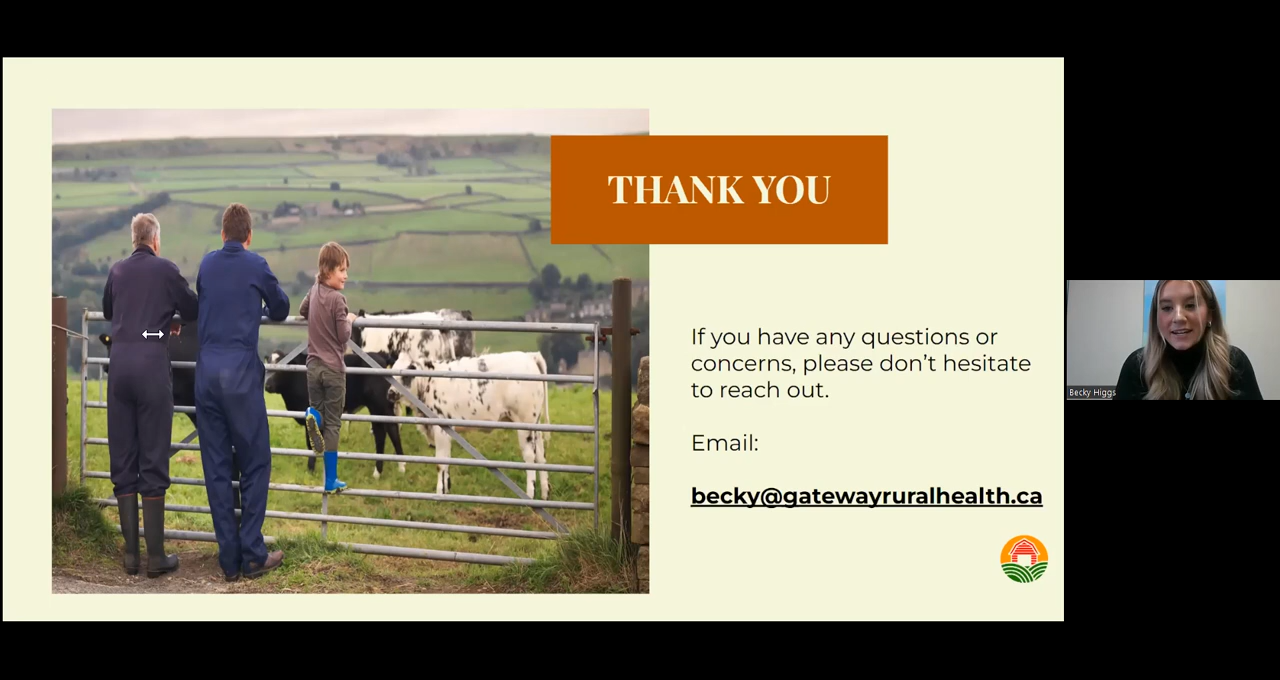 THANK YOU
If you have any questions or
concerns, please don’t hesitate
to reach out.
Email:
becky@gatewayruralhealth.ca
Becky Higgs